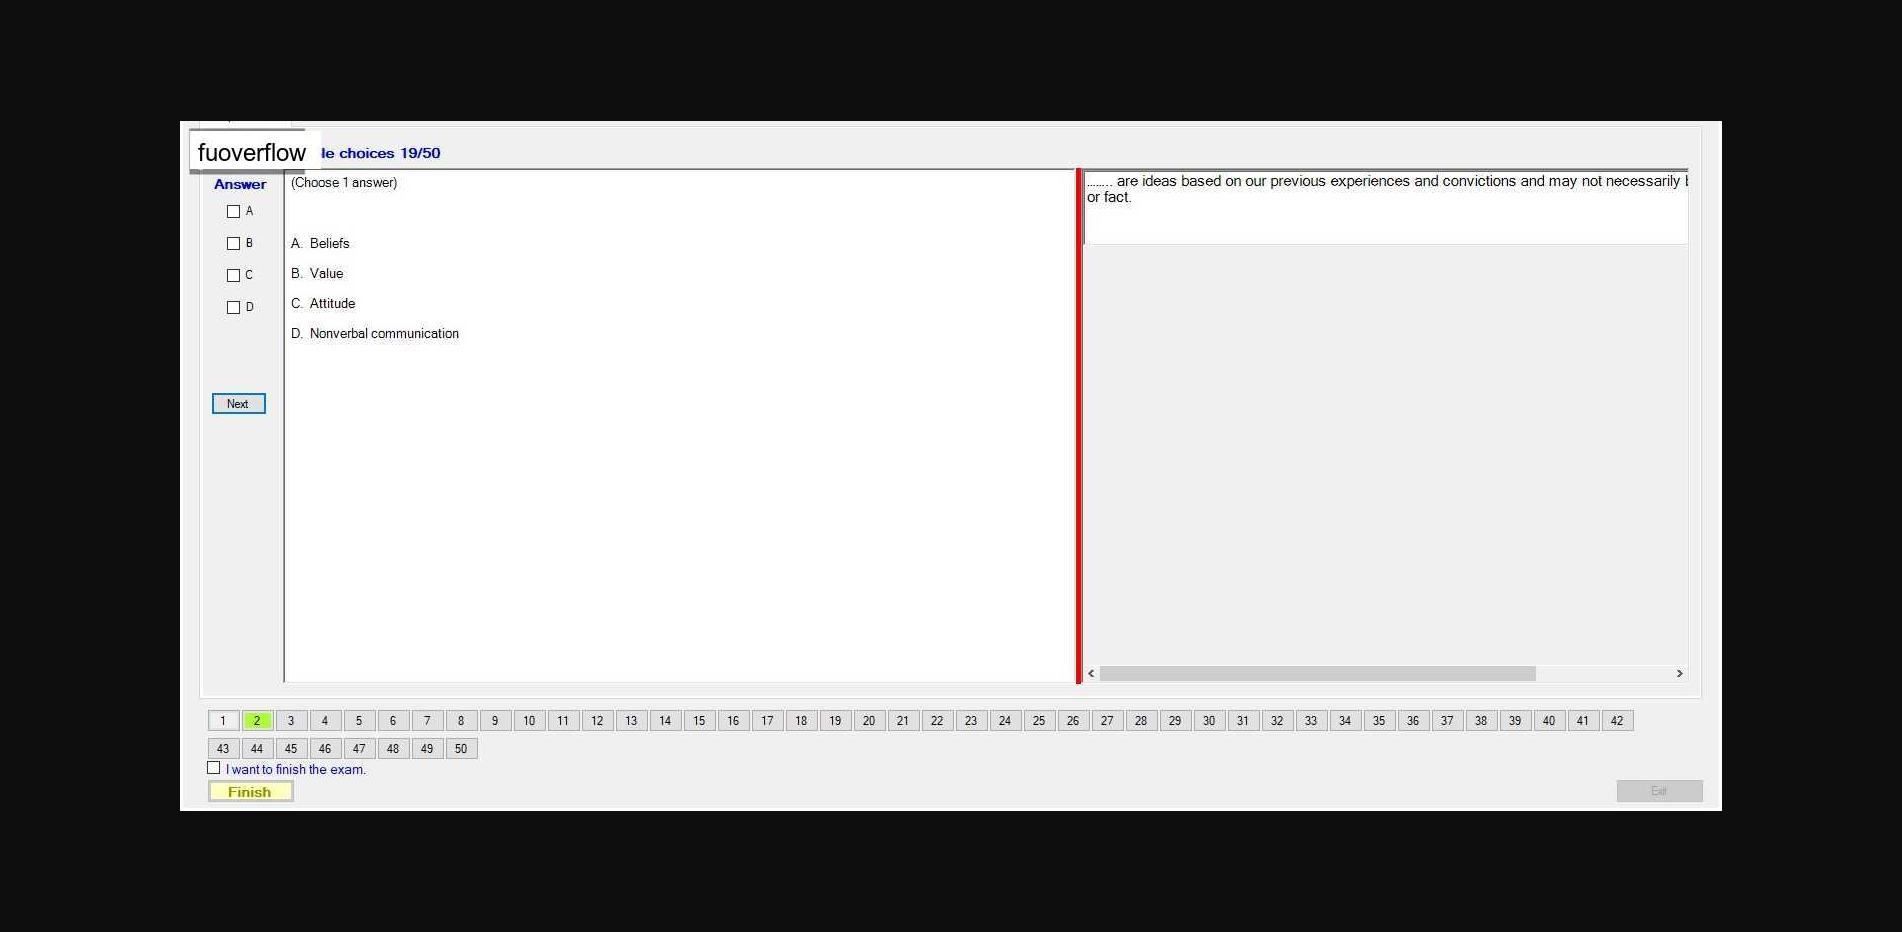 fuoverflow
le choices 19/50
Answer
(Choose 1 answer)
A
B
C
D
A. Beliefs
B. Value
C. Attitude
D. Nonverbal communication
Next
........ are ideas based on our previous experiences and convictions and may not necessarily
or fact.
1 2 3 4 5 6 7 8 9 10 11 12 13 14 15 16 17 18 19 20 21 22 23 24 25 26 27 28 29 30 31 32 33 34 35 36 37 38 39 40 41 42
43 44 45 46 47 48 49 50
I want to finish the exam.
Finish
Exit